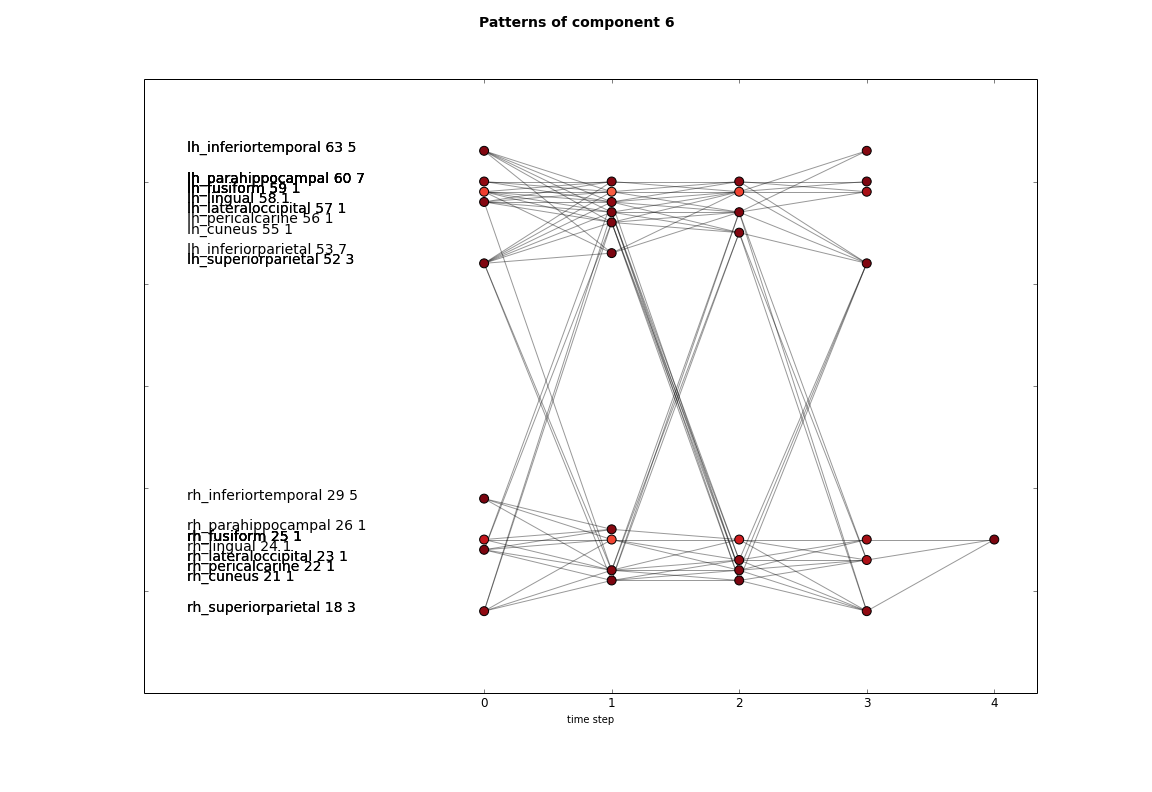 Patterns of component 6
lh_inferiortemporal 63 5
lh_parahippocampal 60 7
lh_fusiform 59 1
lh_lingual 58 1
lh_lateraloccipital 57 1
lh_pericalcarine 56 1
lh_cuneus 55 1
lh_inferiorparietal 53 7
lh_superiorparietal 52 3
rh_inferiortemporal 29 5
rh_parahippocampal 26 1
rh_fusiform 25 1
rh_lingual 24 1
rh_lateraloccipital 23 1
rh_pericalcarine 22 1
rh_cuneus 21 1
rh_superiorparietal 18 3
0 1 2 3 4
time step